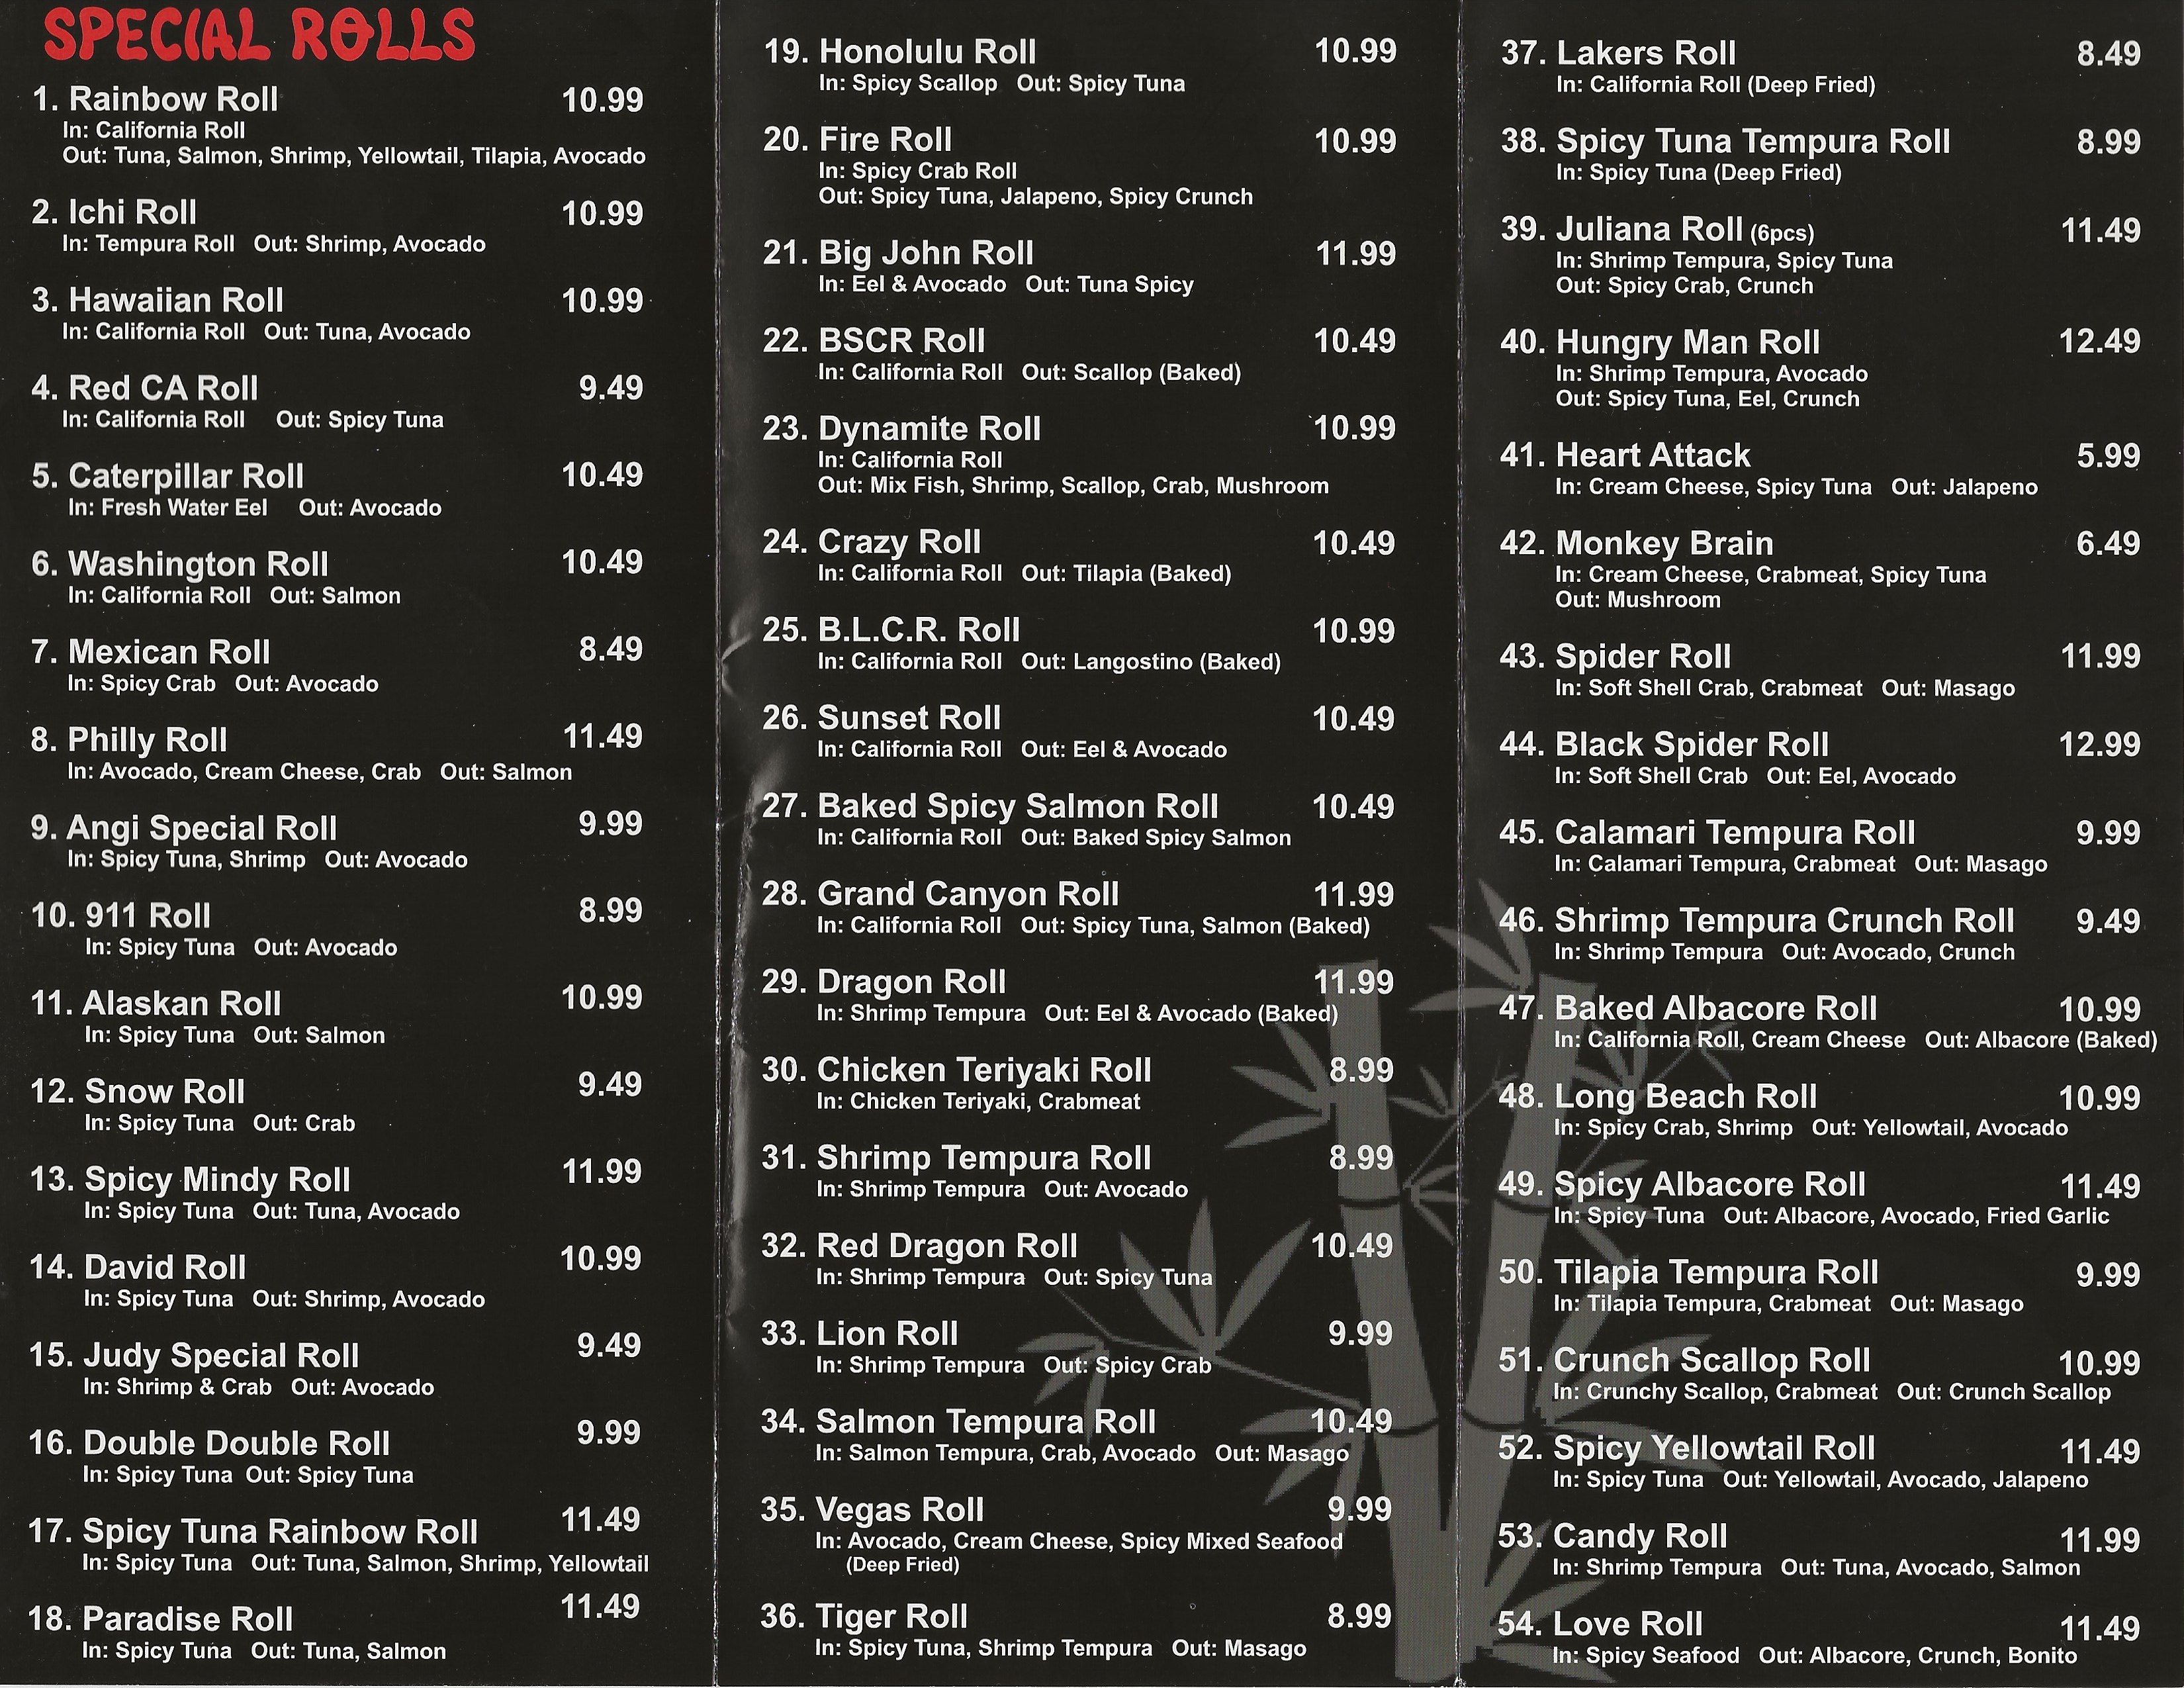 SPECIAL ROLLS
1. Rainbow Roll 10.99
In: California Roll
Out: Tuna, Salmon, Shrimp, Yellowtail, Tilapia, Avocado
2. Ichi Roll 10.99
In: Tempura Roll Out: Shrimp, Avocado
3. Hawaiian Roll 10.99
In: California Roll Out: Tuna, Avocado
4. Red CA Roll 9.49
In: California Roll Out: Spicy Tuna
5. Caterpillar Roll 10.49
In: Fresh Water Eel Out: Avocado
6. Washington Roll 10.49
In: California Roll Out: Salmon
7. Mexican Roll 8.49
In: Spicy Crab Out: Avocado
8. Philly Roll 11.49
In: Avocado, Cream Cheese, Crab Out: Salmon
9. Angi Special Roll 9.99
In: Spicy Tuna, Shrimp Out: Avocado
10. 911 Roll 8.99
In: Spicy Tuna Out: Avocado
11. Alaskan Roll 10.99
In: Spicy Tuna Out: Salmon
12. Snow Roll 9.49
In: Spicy Tuna Out: Crab
13. Spicy Mindy Roll 11.99
In: Spicy Tuna Out: Tuna, Avocado
14. David Roll 10.99
In: Spicy Tuna Out: Shrimp, Avocado
15. Judy Special Roll 9.49
In: Shrimp & Crab Out: Avocado
16. Double Double Roll 9.99
In: Spicy Tuna Out: Spicy Tuna
17. Spicy Tuna Rainbow Roll 11.49
In: Spicy Tuna Out: Tuna, Salmon, Shrimp, Yellowtail
18. Paradise Roll 11.49
In: Spicy Tuna Out: Tuna, Salmon
19. Honolulu Roll 10.99
In: Spicy Scallop Out: Spicy Tuna
20. Fire Roll 10.99
In: Spicy Crab Roll
Out: Spicy Tuna, Jalapeno, Spicy Crunch
21. Big John Roll 11.99
In: Eel & Avocado Out: Tuna Spicy
22. BSCR Roll 10.49
In: California Roll Out: Scallop (Baked)
23. Dynamite Roll 10.99
In: California Roll
Out: Mix Fish, Shrimp, Scallop, Crab, Mushroom
24. Crazy Roll 10.49
In: California Roll Out: Tilapia (Baked)
25. B.L.C.R. Roll 10.99
In: California Roll Out: Langostino (Baked)
26. Sunset Roll 10.49
In: California Roll Out: Eel & Avocado
27. Baked Spicy Salmon Roll 10.49
In: California Roll Out: Baked Spicy Salmon
28. Grand Canyon Roll 11.99
In: California Roll Out: Spicy Tuna, Salmon (Baked)
29. Dragon Roll 11.99
In: Shrimp Tempura Out: Eel & Avocado (Baked)
30. Chicken Teriyaki Roll 8.99
In: Chicken Teriyaki, Crabmeat
31. Shrimp Tempura Roll 8.99
In: Shrimp Tempura Out: Avocado
32. Red Dragon Roll 10.49
In: Shrimp Tempura Out: Spicy Tuna
33. Lion Roll 9.99
In: Shrimp Tempura Out: Spicy Crab
34. Salmon Tempura Roll 10.49
In: Salmon Tempura, Crab, Avocado Out: Masago
35. Vegas Roll 9.99
In: Avocado, Cream Cheese, Spicy Mixed Seafood
(Deep Fried)
36. Tiger Roll 8.99
In: Spicy Tuna, Shrimp Tempura Out: Masago
37. Lakers Roll 8.49
In: California Roll (Deep Fried)
38. Spicy Tuna Tempura Roll 8.99
In: Spicy Tuna (Deep Fried)
39. Juliana Roll (6pcs) 11.49
In: Shrimp Tempura, Spicy Tuna
Out: Spicy Crab, Crunch
40. Hungry Man Roll 12.49
In: Shrimp Tempura, Avocado
Out: Spicy Tuna, Eel, Crunch
41. Heart Attack 5.99
In: Cream Cheese, Spicy Tuna Out: Jalapeno
42. Monkey Brain 6.49
In: Cream Cheese, Crabmeat, Spicy Tuna
Out: Mushroom
43. Spider Roll 11.99
In: Soft Shell Crab, Crabmeat Out: Masago
44. Black Spider Roll 12.99
In: Soft Shell Crab Out: Eel, Avocado
45. Calamari Tempura Roll 9.99
In: Calamari Tempura, Crabmeat Out: Masago
46. Shrimp Tempura Crunch Roll 9.49
In: Shrimp Tempura Out: Avocado, Crunch
47. Baked Albacore Roll 10.99
In: California Roll, Cream Cheese Out: Albacore (Baked)
48. Long Beach Roll 10.99
In: Spicy Crab, Shrimp Out: Yellowtail, Avocado
49. Spicy Albacore Roll 11.49
In: Spicy Tuna Out: Albacore, Avocado, Fried Garlic
50. Tilapia Tempura Roll 9.99
In: Tilapia Tempura, Crabmeat Out: Masago
51. Crunch Scallop Roll 10.99
In: Crunchy Scallop, Crabmeat Out: Crunch Scallop
52. Spicy Yellowtail Roll 11.49
In: Spicy Tuna Out: Yellowtail, Avocado, Jalapeno
53. Candy Roll 11.99
In: Shrimp Tempura Out: Tuna, Avocado, Salmon
54. Love Roll 11.49
In: Spicy Seafood Out: Albacore, Crunch, Bonito